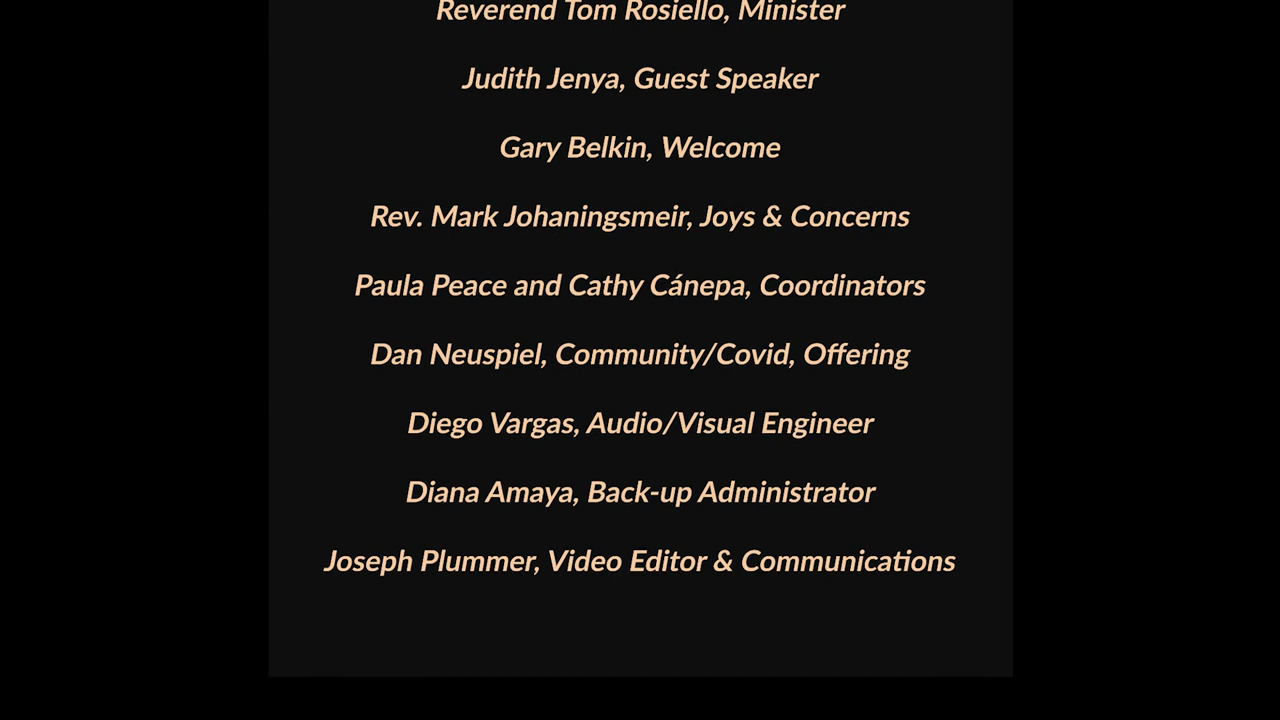 Reverend Tom Rosiello, Minister
Judith Jenya, Guest Speaker
Gary Belkin, Welcome
Rev. Mark Johaningsmeir, Joys & Concerns
Paula Peace and Cathy Cánepa, Coordinators
Dan Neuspiel, Community/Covid, Offering
Diego Vargas, Audio/Visual Engineer
Diana Amaya, Back-up Administrator
Joseph Plummer, Video Editor & Communications